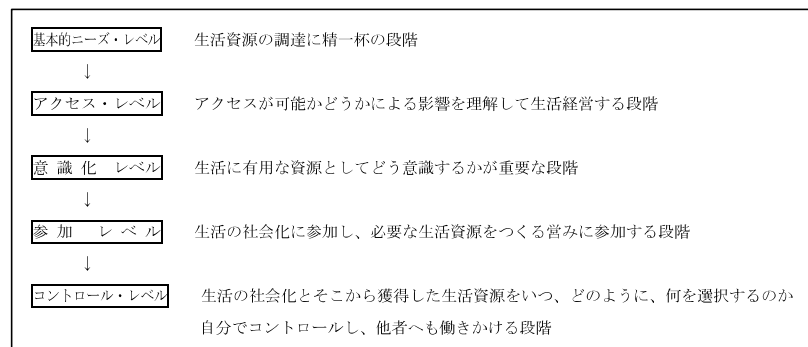 基本的ニーズ・レベル 生活資源の調達に精一杯の段階
↓
アクセス・レベル アクセスが可能かどうかによる影響を理解して生活経営する段階
↓
意識化 レベル 生活に有用な資源としてどう意識するかが重要な段階
↓
参加 レベル 生活の社会化に参加し、必要な生活資源をつくる営みに参加する段階
↓
コントロール・レベル 生活の社会化とそこから獲得した生活資源をいつ、どのように、何を選択するのか
自分でコントロールし、他者へも働きかける段階